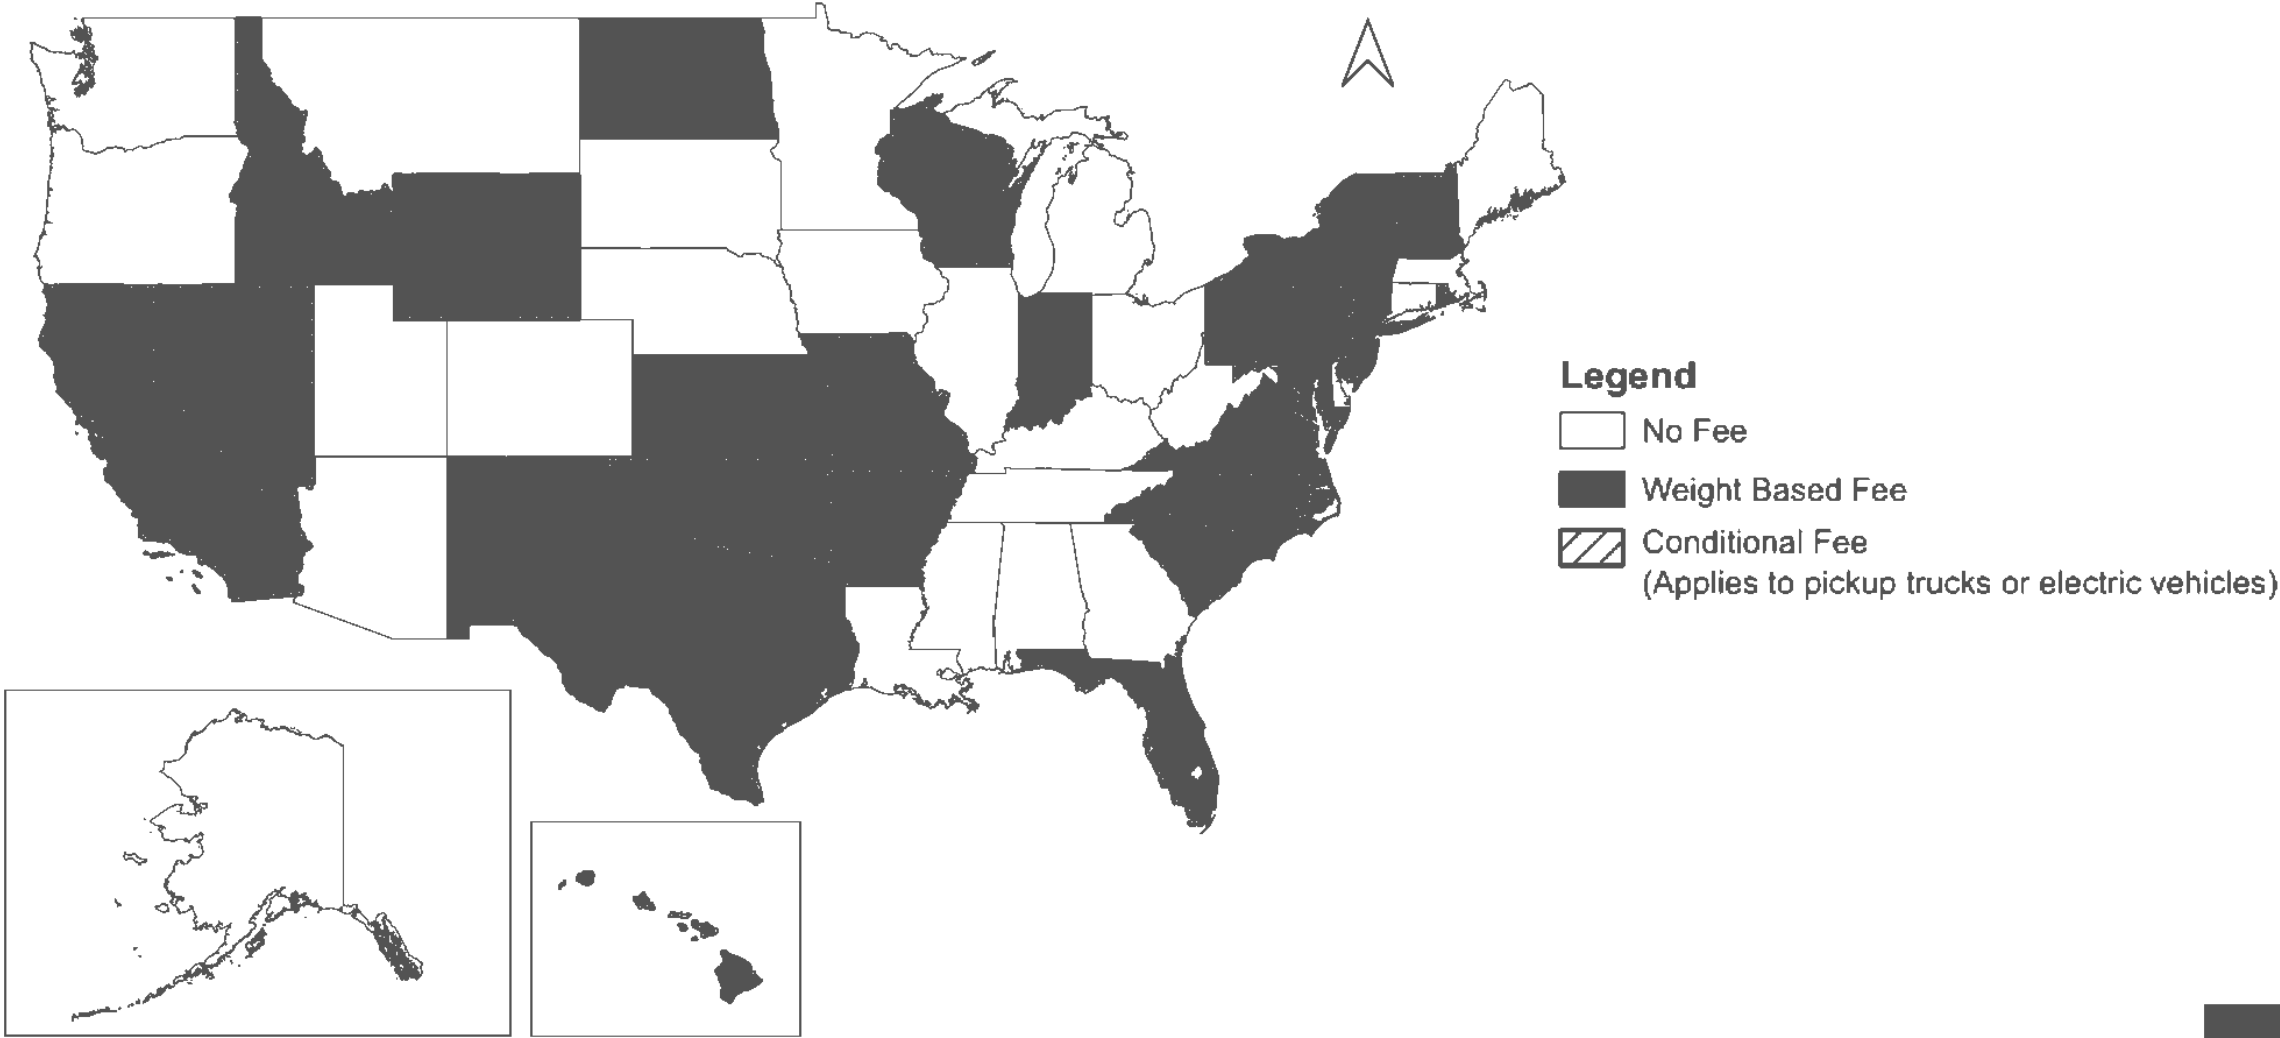 Legend
No Fee
Weight Based Fee
Conditional Fee
(Applies to pickup trucks or electric vehicles)